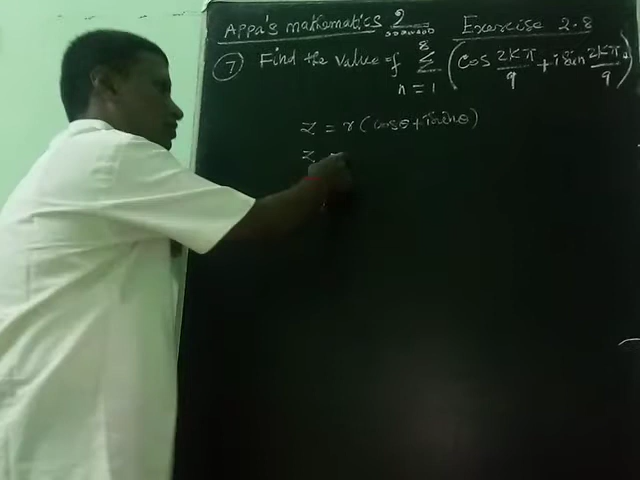 Appa's mathematics 2 Exercise 2.8
7 Find the value of 8 Σ n = 1 (cos 2Kπ/9 + i sin 2Kπ/9)
z = r (cosθ + i sinθ)
z =